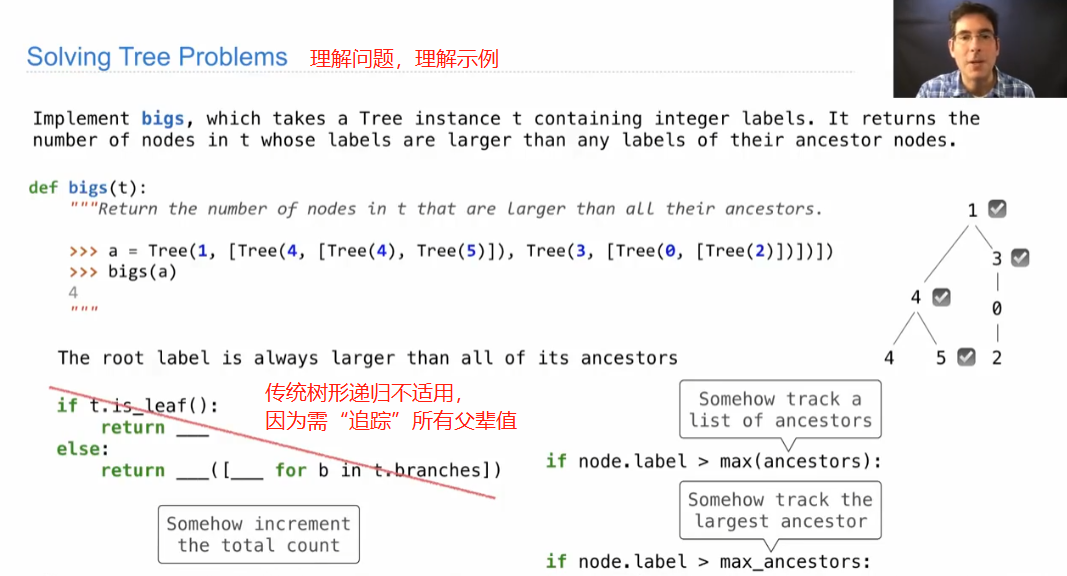 Solving Tree Problems 理解问题，理解示例
Implement bigs, which takes a Tree instance t containing integer labels. It returns the
number of nodes in t whose labels are larger than any labels of their ancestor nodes.
def bigs(t):
"""Return the number of nodes in t that are larger than all their ancestors.
>>> a = Tree(1, [Tree(4, [Tree(4), Tree(5)]), Tree(3, [Tree(0, [Tree(2)])])])
>>> bigs(a)
4
"""
1
3
4
0
4 5 2
The root label is always larger than all of its ancestors
if t.is_leaf():
return ___
else:
return ___([___ for b in t.branches])
传统树形递归不适用，
因为需“追踪”所有父辈值
Somehow increment
the total count
Somehow track a
list of ancestors
if node.label > max(ancestors):
Somehow track the
largest ancestor
if node.label > max_ancestors: